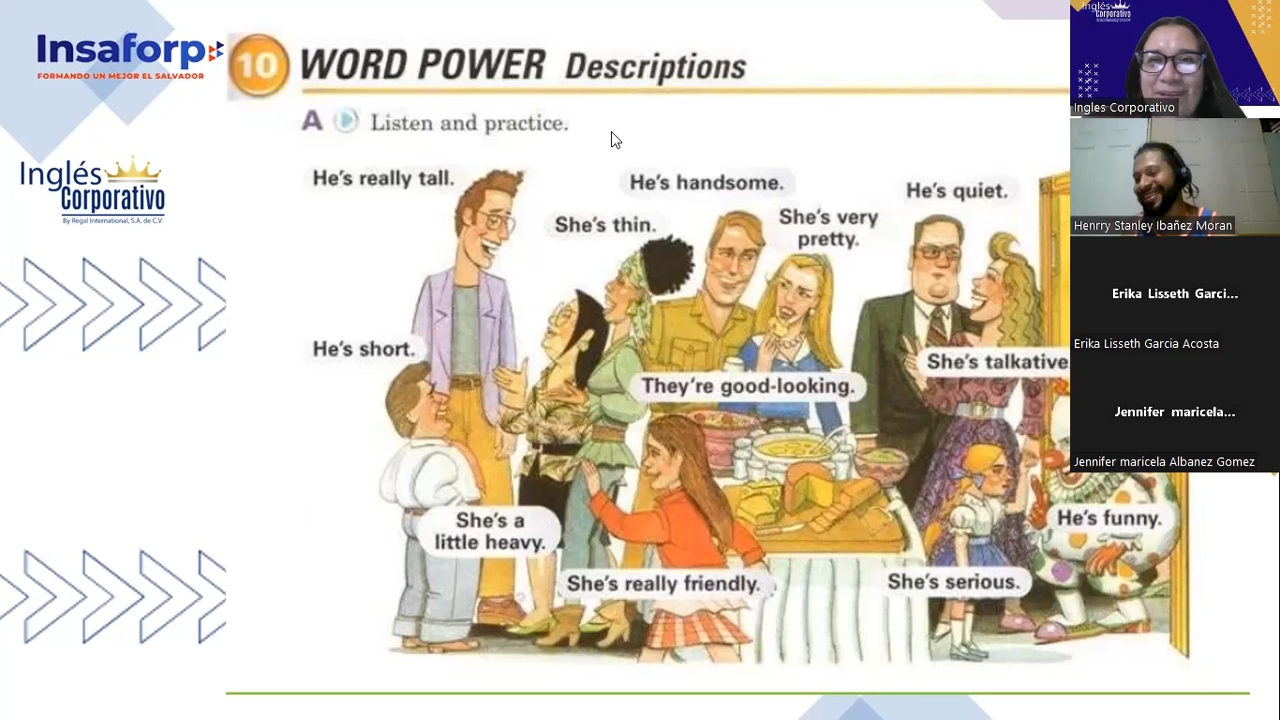 Insaforp
FORMANDO UN MEJOR EL SALVADOR
Inglés
Corporativo
By Regal International, S.A. de C.V.
10 WORD POWER Descriptions
A Listen and practice.
He's really tall.
He's handsome.
He's quiet.
She's thin.
She's very
pretty.
He's short.
She's talkative
They're good-looking.
She's a
little heavy.
He's funny.
She's really friendly.
She's serious.
Inglés
Corporativo
Ingles Corporativo
Henrry Stanley Ibañez Moran
Erika Lisseth Garci...
Erika Lisseth Garcia Acosta
Jennifer maricela...
Jennifer maricela Albanez Gomez